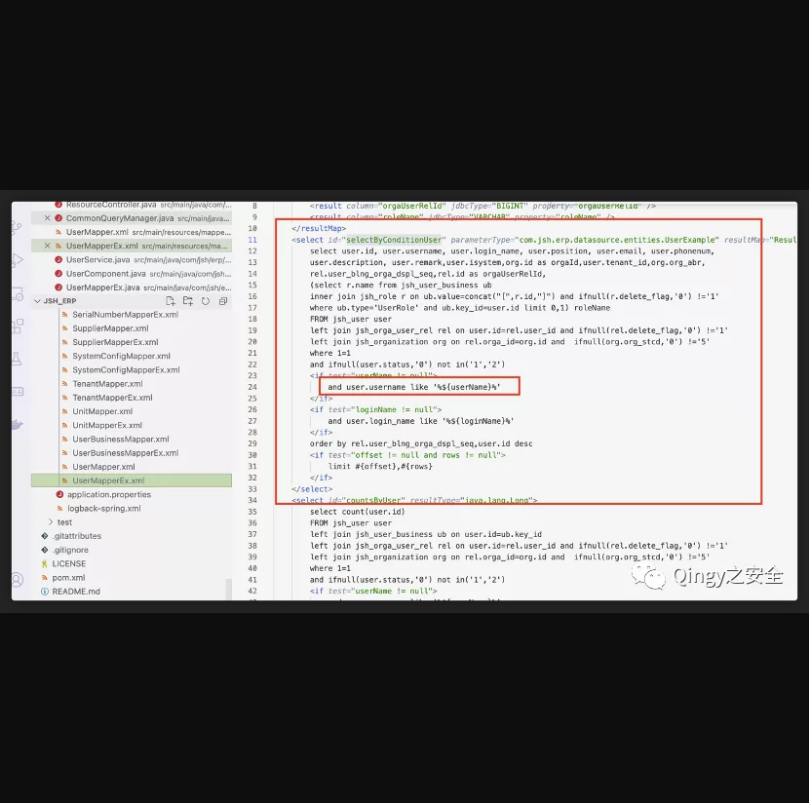 ResourceController.java src/main/java/com/...
CommonQueryManager.java src/main/java...
UserMapper.xml src/main/resources/mappe...
UserMapperEx.xml src/main/resources/ma...
UserService.java src/main/java/com/jsh/erp/...
UserComponent.java src/main/java/com/jsh...
UserMapperEx.java src/main/java/com/jsh/e...
JSH_ERP
SerialNumberMapperEx.xml
SupplierMapper.xml
SupplierMapperEx.xml
SystemConfigMapper.xml
SystemConfigMapperEx.xml
TenantMapper.xml
TenantMapperEx.xml
UnitMapper.xml
UnitMapperEx.xml
UserBusinessMapper.xml
UserBusinessMapperEx.xml
UserMapper.xml
UserMapperEx.xml
application.properties
logback-spring.xml
test
.gitattributes
.gitignore
LICENSE
pom.xml
README.md
8 <result column="orgaUserRelId" jdbcType="BIGINT" property="orgaUserRelId" />
9 <result column="roleName" jdbcType="VARCHAR" property="roleName" />
10 </resultMap>
11 <select id="selectByConditionUser" parameterType="com.jsh.erp.datasource.entities.UserExample" resultMap="Resul
12 select user.id, user.username, user.login_name, user.position, user.email, user.phonenum,
13 user.description, user.remark,user.isystem,org.id as orgaId,user.tenant_id,org.org_abr,
14 rel.user_blng_orga_dspl_seq,rel.id as orgaUserRelId,
15 (select r.name from jsh_user_business ub
16 inner join jsh_role r on ub.value=concat("[",r.id,"]") and ifnull(r.delete_flag,'0') !='1'
17 where ub.type='UserRole' and ub.key_id=user.id limit 0,1) roleName
18 FROM jsh_user user
19 left join jsh_orga_user_rel rel on user.id=rel.user_id and ifnull(rel.delete_flag,'0') !='1'
20 left join jsh_organization org on rel.orga_id=org.id and ifnull(org.org_stcd,'0') !='5'
21 where 1=1
22 and ifnull(user.status,'0') not in('1','2')
23 <if test="userName != null">
24 and user.username like '%${userName}%'
25 </if>
26 <if test="loginName != null">
27 and user.login_name like '%${loginName}%'
28 </if>
29 order by rel.user_blng_orga_dspl_seq,user.id desc
30 <if test="offset != null and rows != null">
31 limit #{offset},#{rows}
32 </if>
33 </select>
34 <select id="countsByUser" resultType="java.lang.Long">
35 select count(user.id)
36 FROM jsh_user user
37 left join jsh_user_business ub on user.id=ub.key_id
38 left join jsh_orga_user_rel rel on user.id=rel.user_id and ifnull(rel.delete_flag,'0') !='1'
39 left join jsh_organization org on rel.orga_id=org.id and ifnull(org.org_stcd,'0') !='5'
40 where 1=1
41 and ifnull(user.status,'0') not in('1','2')
42 <if test="userName != null">
Qingy之安全